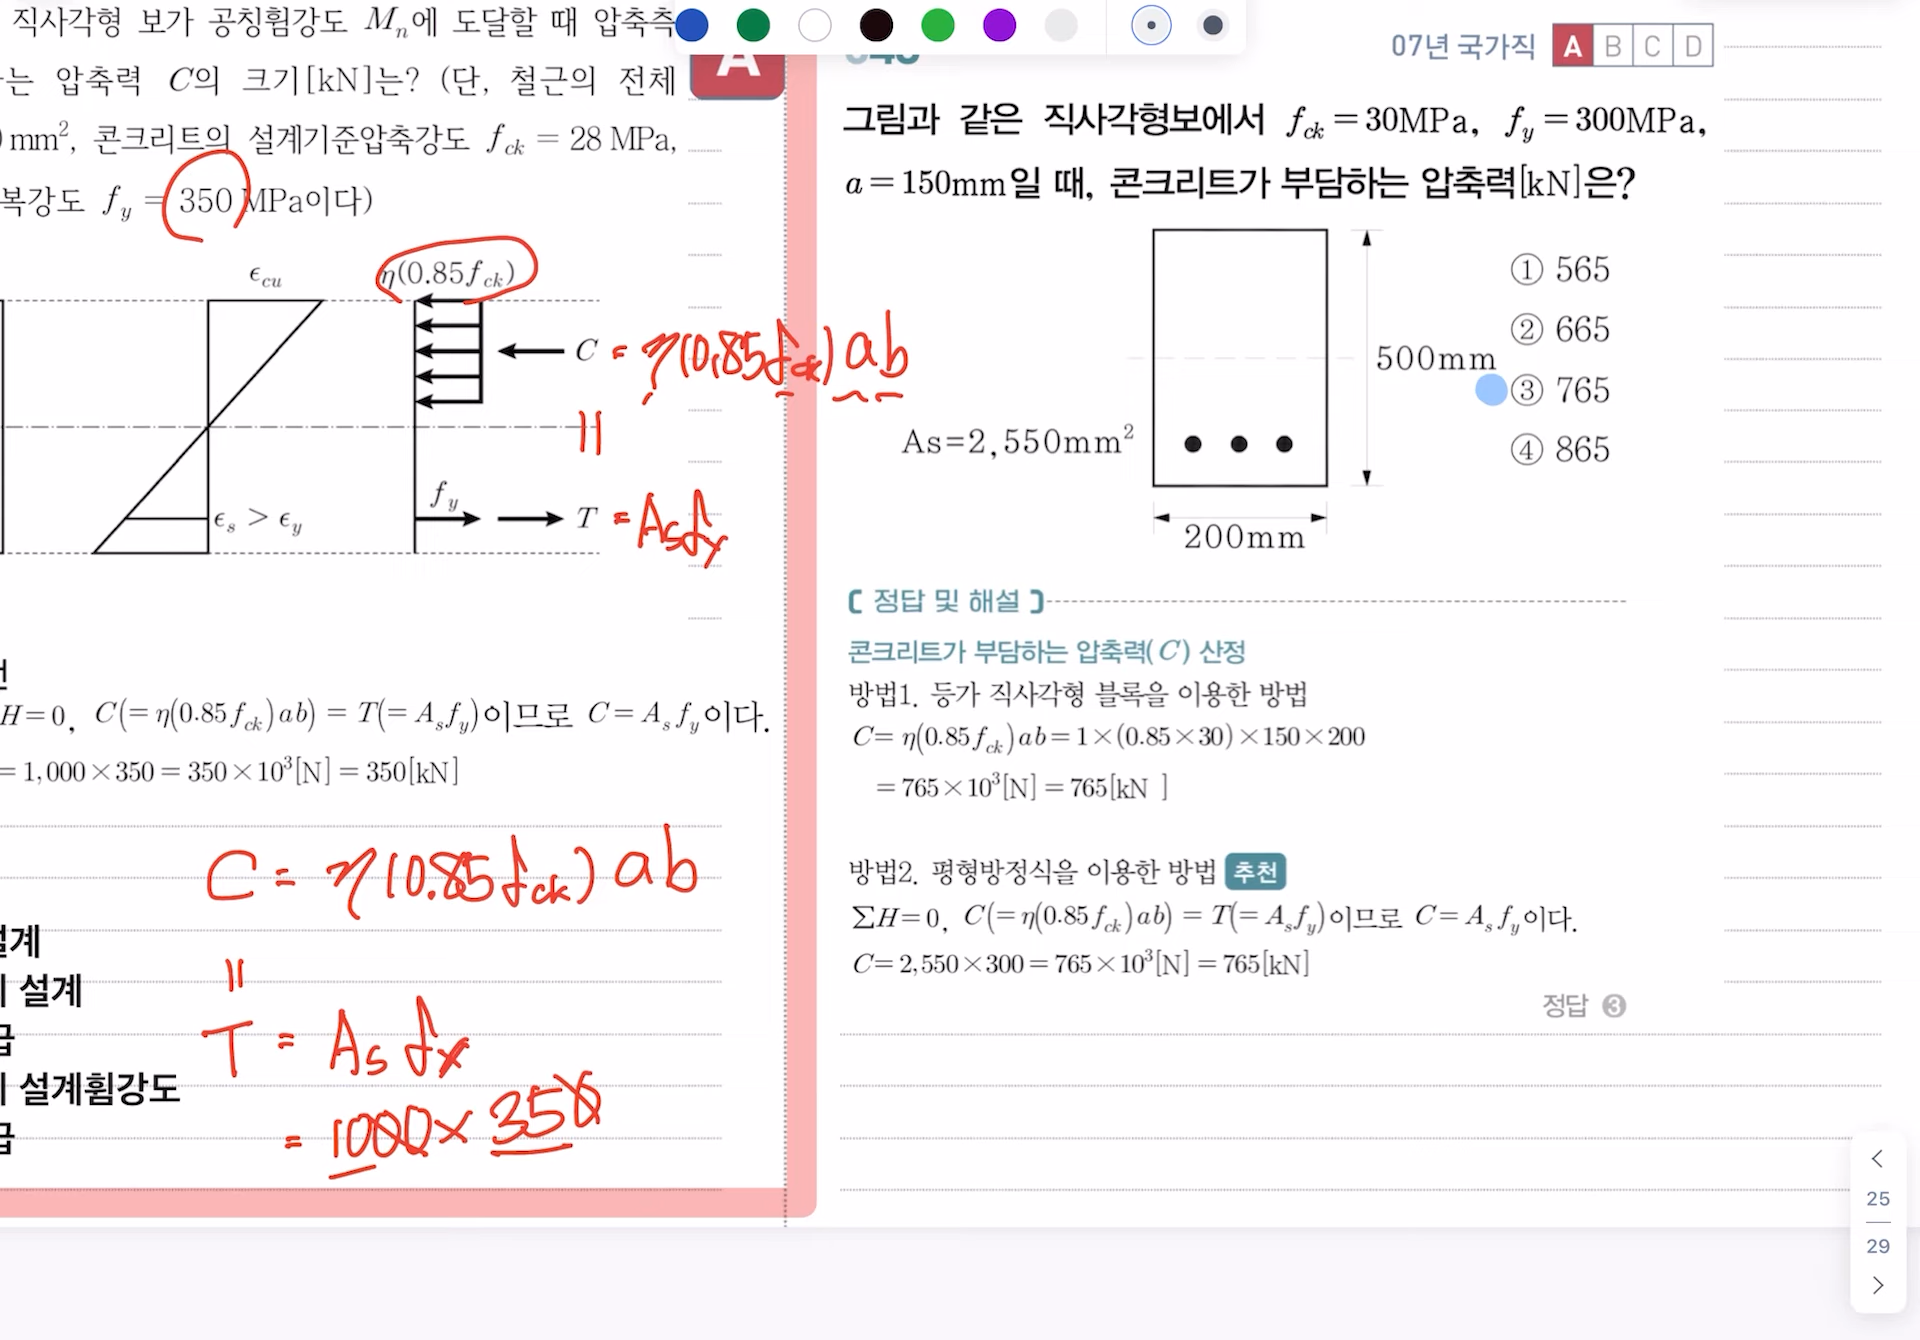 직사각형 보가 공칭휨강도 Mn에 도달할 때 압축측
는 압축력 C의 크기[kN]는? (단, 철근의 전체
mm², 콘크리트의 설계기준압축강도 fck = 28 MPa,
복강도 fy = 350 MPa이다)
A
ϵcu
η(0.85fck)
C = η(0.85fck) ab
=
fy
T = Asfy
ϵs > ϵy
H=0, C(=η(0.85fck)ab) = T(=Asfy)이므로 C=Asfy이다.
=1,000×350=350×10³[N]=350[kN]
C = η(0.85fck) ab
=
T = As fy
= 1000 × 350
설계
설계
급
설계휨강도
급
07년 국가직 A B C D
그림과 같은 직사각형보에서 fck=30MPa, fy=300MPa,
a=150mm일 때, 콘크리트가 부담하는 압축력[kN]은?
① 565
② 665
③ 765
④ 865
500mm
As=2,550mm²
200mm
[ 정답 및 해설 ]
콘크리트가 부담하는 압축력(C) 산정
방법1. 등가 직사각형 블록을 이용한 방법
C=η(0.85fck)ab=1×(0.85×30)×150×200
=765×10³[N]=765[kN ]
방법2. 평형방정식을 이용한 방법 추천
ΣH=0, C(=η(0.85fck)ab) = T(=Asfy)이므로 C=Asfy이다.
C=2,550×300=765×10³[N]=765[kN]
정답 ❸
<
25
29
>